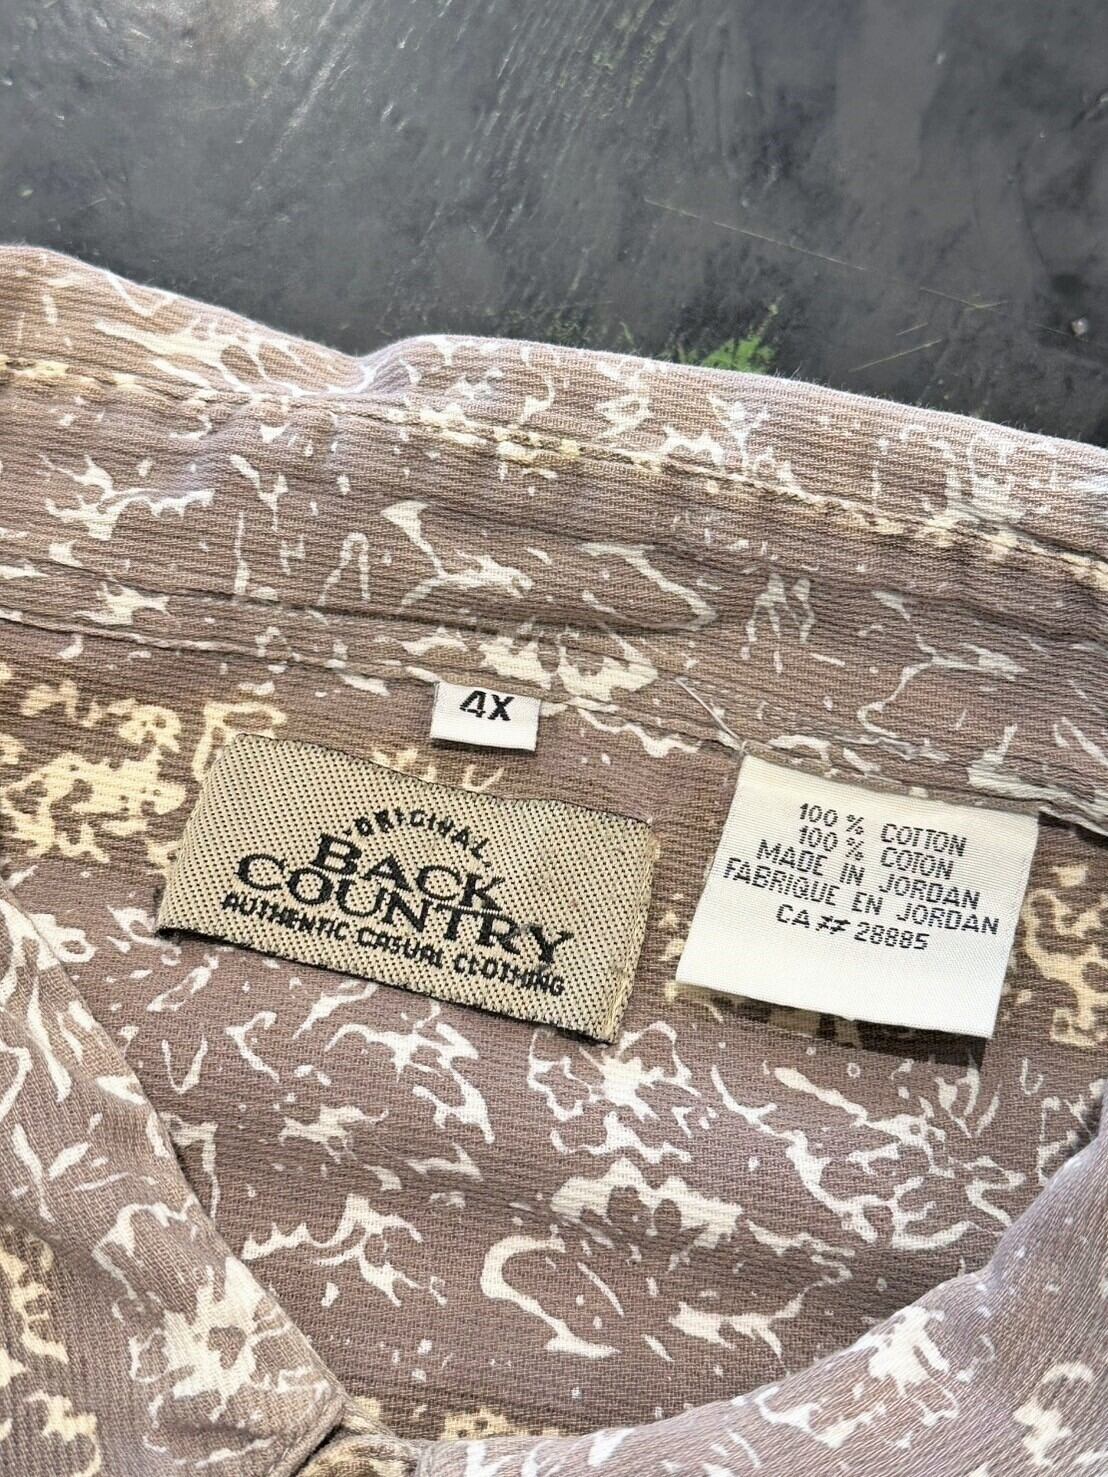 4X
ORIGINAL
BACK
COUNTRY
AUTHENTIC CASUAL CLOTHING
100% COTTON
100% COTON
MADE IN JORDAN
FABRIQUE EN JORDAN
CA # 28885